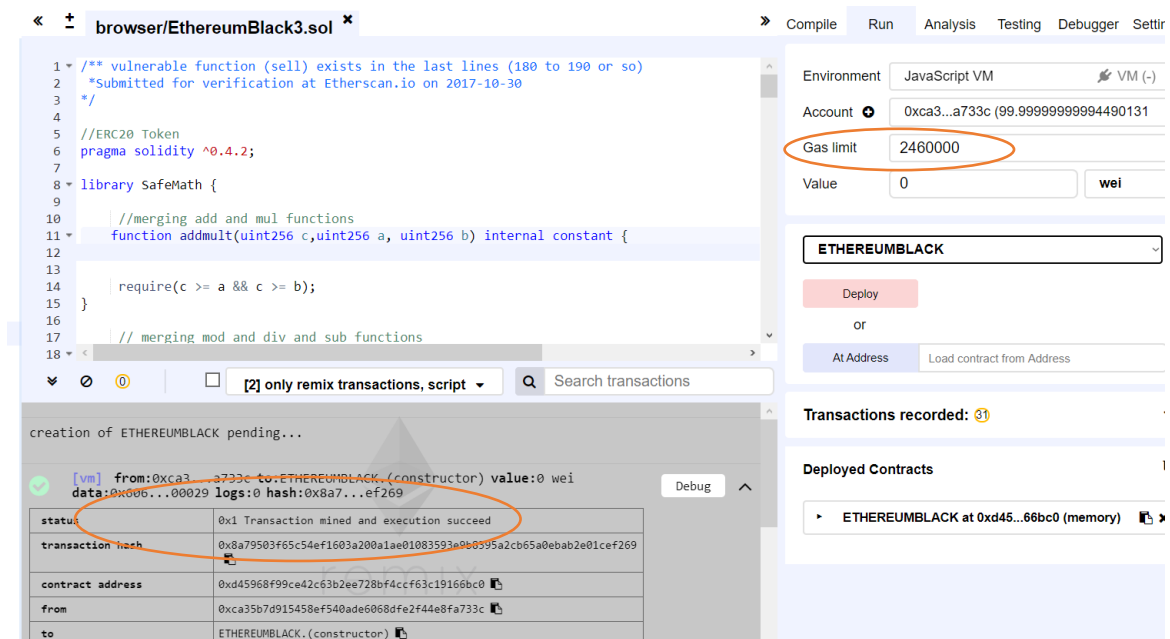 « ± browser/EthereumBlack3.sol ✖ »
1 /** vulnerable function (sell) exists in the last lines (180 to 190 or so)
2 *Submitted for verification at Etherscan.io on 2017-10-30
3 */
4
5 //ERC20 Token
6 pragma solidity ^0.4.2;
7
8 library SafeMath {
9
10 //merging add and mul functions
11 function addmult(uint256 c,uint256 a, uint256 b) internal constant {
12
13
14 require(c >= a && c >= b);
15 }
16
17 // merging mod and div and sub functions
18
0 [2] only remix transactions, script Search transactions
creation of ETHEREUMBLACK pending...
[vm] from:0xca3...a733c to:ETHEREUMBLACK.(constructor) value:0 wei
data:0x606...00029 logs:0 hash:0x8a7...ef269
Debug
status 0x1 Transaction mined and execution succeed
transaction hash 0x8a79503f65c54ef1603a200a1ae01083593e9b8595a2cb65a0ebab2e01cef269
contract address 0xd45968f99ce42c63b2ee728bf4ccf63c19166bc0
from 0xca35b7d915458ef540ade6068dfe2f44e8fa733c
to ETHEREUMBLACK.(constructor)
remix
Compile Run Analysis Testing Debugger Settin
Environment JavaScript VM VM (-)
Account 0xca3...a733c (99.99999999994490131
Gas limit 2460000
Value 0 wei
ETHEREUMBLACK
Deploy
or
At Address Load contract from Address
Transactions recorded: 31
Deployed Contracts
ETHEREUMBLACK at 0xd45...66bc0 (memory)